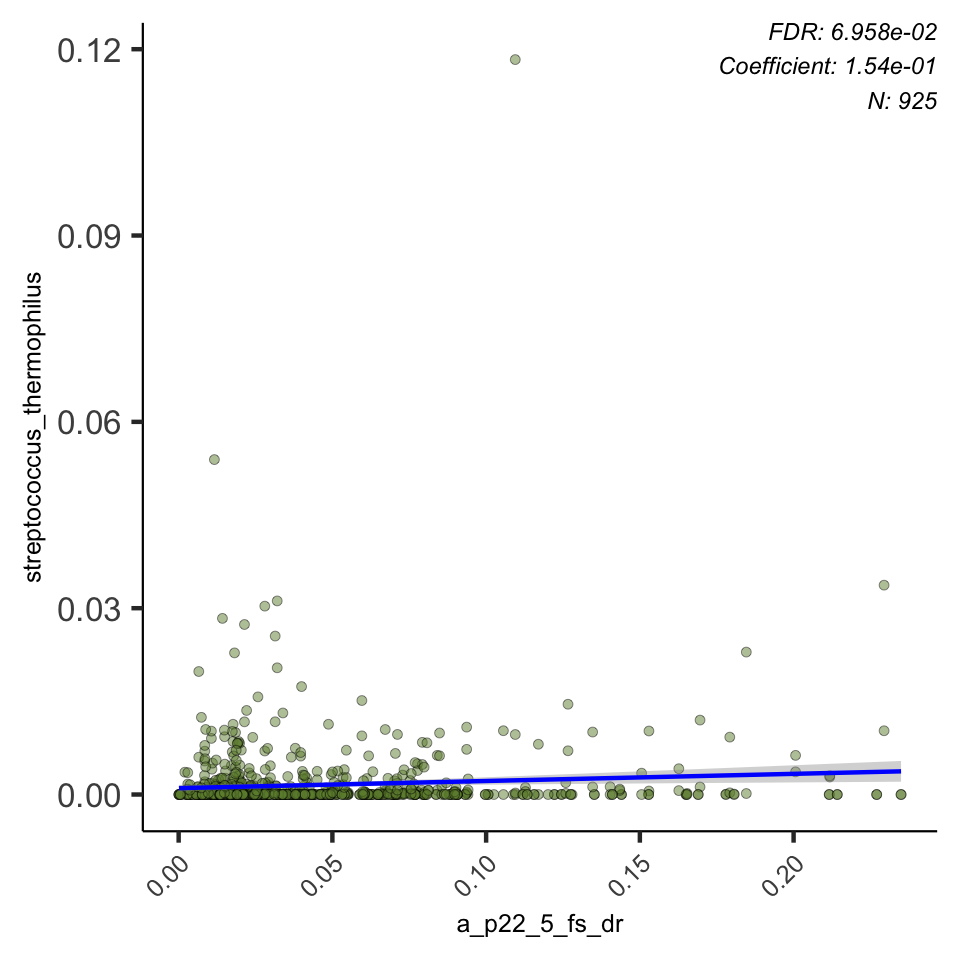 FDR: 6.958e-02
Coefficient: 1.54e-01
N: 925
streptococcus_thermophilus
0.12
0.09
0.06
0.03
0.00
0.00
0.05
0.10
0.15
0.20
a_p22_5_fs_dr